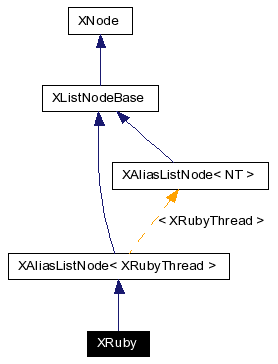 XNode
XListNodeBase
XAliasListNode< NT >
< XRubyThread >
XAliasListNode< XRubyThread >
XRuby